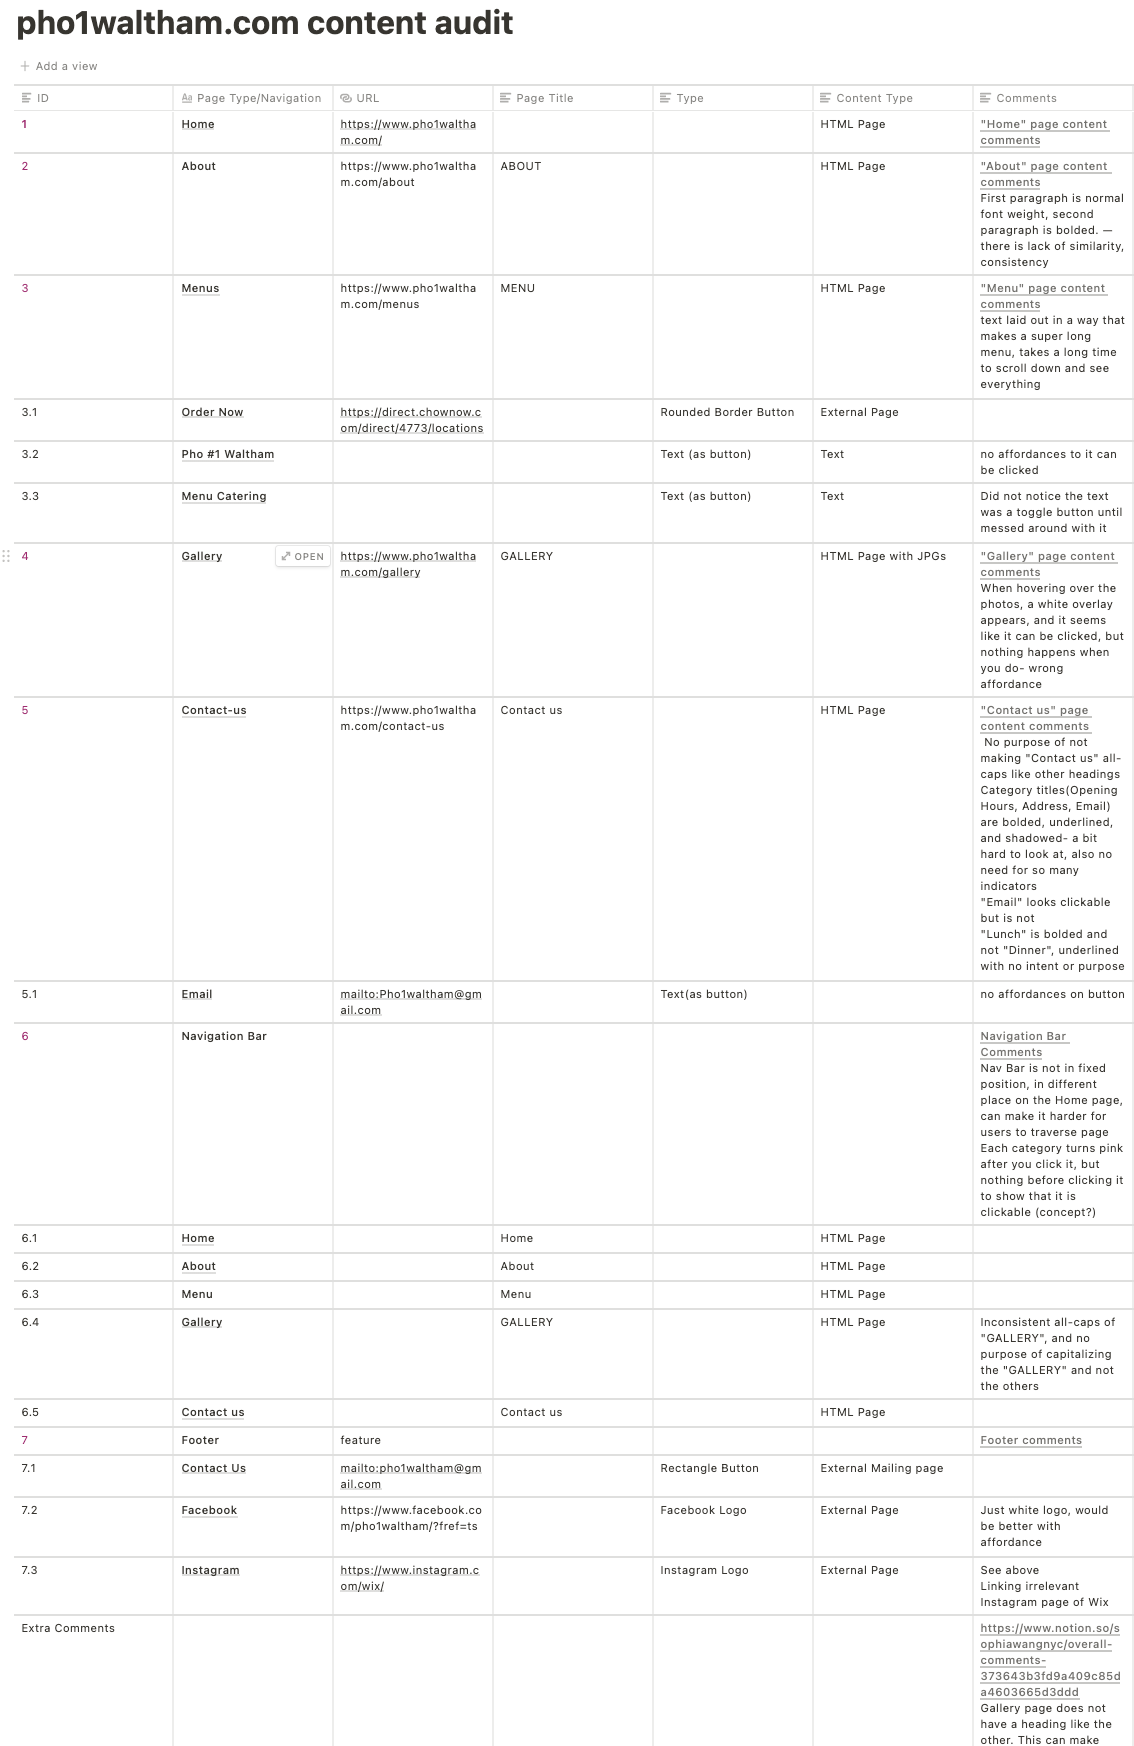 pho1waltham.com content audit
Add a view
ID
Aa Page Type/Navigation
URL
Page Title
Type
Content Type
Comments
1
Home
https://www.pho1waltha
m.com/
HTML Page
"Home" page content
comments
2
About
https://www.pho1waltha
m.com/about
ABOUT
HTML Page
"About" page content
comments
First paragraph is normal
font weight, second
paragraph is bolded. —
there is lack of similarity,
consistency
3
Menus
https://www.pho1waltha
m.com/menus
MENU
HTML Page
"Menu" page content
comments
text laid out in a way that
makes a super long
menu, takes a long time
to scroll down and see
everything
3.1
Order Now
https://direct.chownow.c
om/direct/4773/locations
Rounded Border Button
External Page
3.2
Pho #1 Waltham
Text (as button)
Text
no affordances to it can
be clicked
3.3
Menu Catering
Text (as button)
Text
Did not notice the text
was a toggle button until
messed around with it
4
Gallery
OPEN
https://www.pho1waltha
m.com/gallery
GALLERY
HTML Page with JPGs
"Gallery" page content
comments
When hovering over the
photos, a white overlay
appears, and it seems
like it can be clicked, but
nothing happens when
you do- wrong
affordance
5
Contact-us
https://www.pho1waltha
m.com/contact-us
Contact us
HTML Page
"Contact us" page
content comments
No purpose of not
making "Contact us" all-
caps like other headings
Category titles(Opening
Hours, Address, Email)
are bolded, underlined,
and shadowed- a bit
hard to look at, also no
need for so many
indicators
"Email" looks clickable
but is not
"Lunch" is bolded and
not "Dinner", underlined
with no intent or purpose
5.1
Email
mailto:Pho1waltham@gm
ail.com
Text(as button)
no affordances on button
6
Navigation Bar
Navigation Bar
Comments
Nav Bar is not in fixed
position, in different
place on the Home page,
can make it harder for
users to traverse page
Each category turns pink
after you click it, but
nothing before clicking it
to show that it is
clickable (concept?)
6.1
Home
Home
HTML Page
6.2
About
About
HTML Page
6.3
Menu
Menu
HTML Page
6.4
Gallery
GALLERY
HTML Page
Inconsistent all-caps of
"GALLERY", and no
purpose of capitalizing
the "GALLERY" and not
the others
6.5
Contact us
Contact us
HTML Page
7
Footer
feature
Footer comments
7.1
Contact Us
mailto:pho1waltham@gm
ail.com
Rectangle Button
External Mailing page
7.2
Facebook
https://www.facebook.co
m/pho1waltham/?fref=ts
Facebook Logo
External Page
Just white logo, would
be better with
affordance
7.3
Instagram
https://www.instagram.c
om/wix/
Instagram Logo
External Page
See above
Linking irrelevant
Instagram page of Wix
Extra Comments
https://www.notion.so/s
ophiawangnyc/overall-
comments-
373643b3fd9a409c85d
a4603665d3ddd
Gallery page does not
have a heading like the
other. This can make